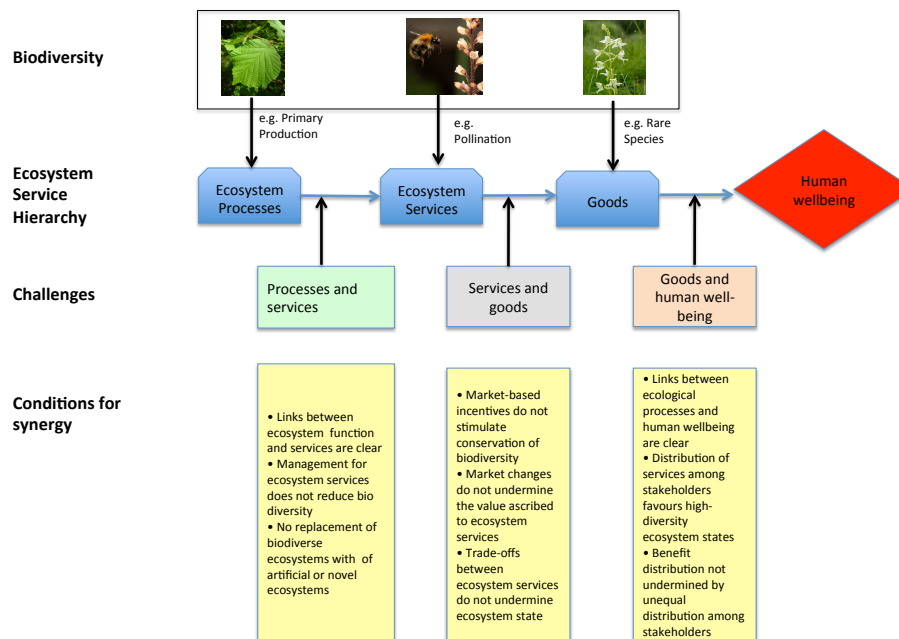 Biodiversity
e.g. Primary
Production
e.g.
Pollination
e.g. Rare
Species
Ecosystem
Service
Hierarchy
Ecosystem
Processes
Ecosystem
Services
Goods
Human
wellbeing
Challenges
Processes and
services
Services and
goods
Goods and
human well-
being
Conditions for
synergy
• Links between
ecosystem function
and services are clear
• Management for
ecosystem services
does not reduce bio
diversity
• No replacement of
biodiverse
ecosystems with of
artificial or novel
ecosystems
• Market-based
incentives do not
stimulate
conservation of
biodiversity
• Market changes
do not undermine
the value ascribed
to ecosystem
services
• Trade-offs
between
ecosystem services
do not undermine
ecosystem state
• Links between
ecological
processes and
human wellbeing
are clear
• Distribution of
services among
stakeholders
favours high-
diversity
ecosystem states
• Benefit
distribution not
undermined by
unequal
distribution among
stakeholders